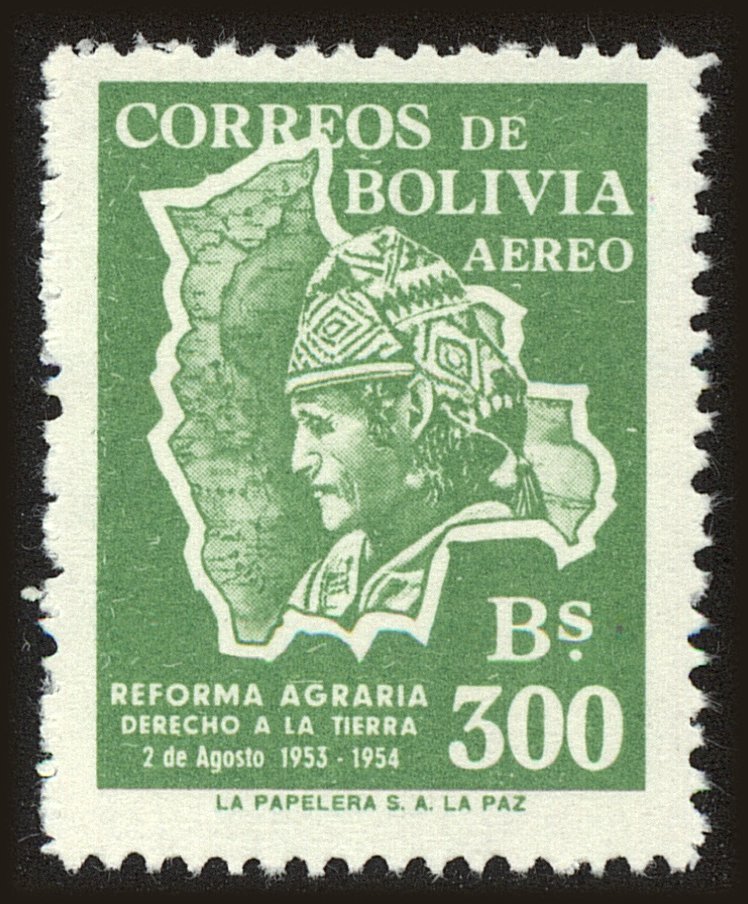 CORREOS DE
BOLIVIA
AEREO
Bs.
300
REFORMA AGRARIA
DERECHO A LA TIERRA
2 de Agosto 1953 - 1954
LA PAPELERA S. A. LA PAZ